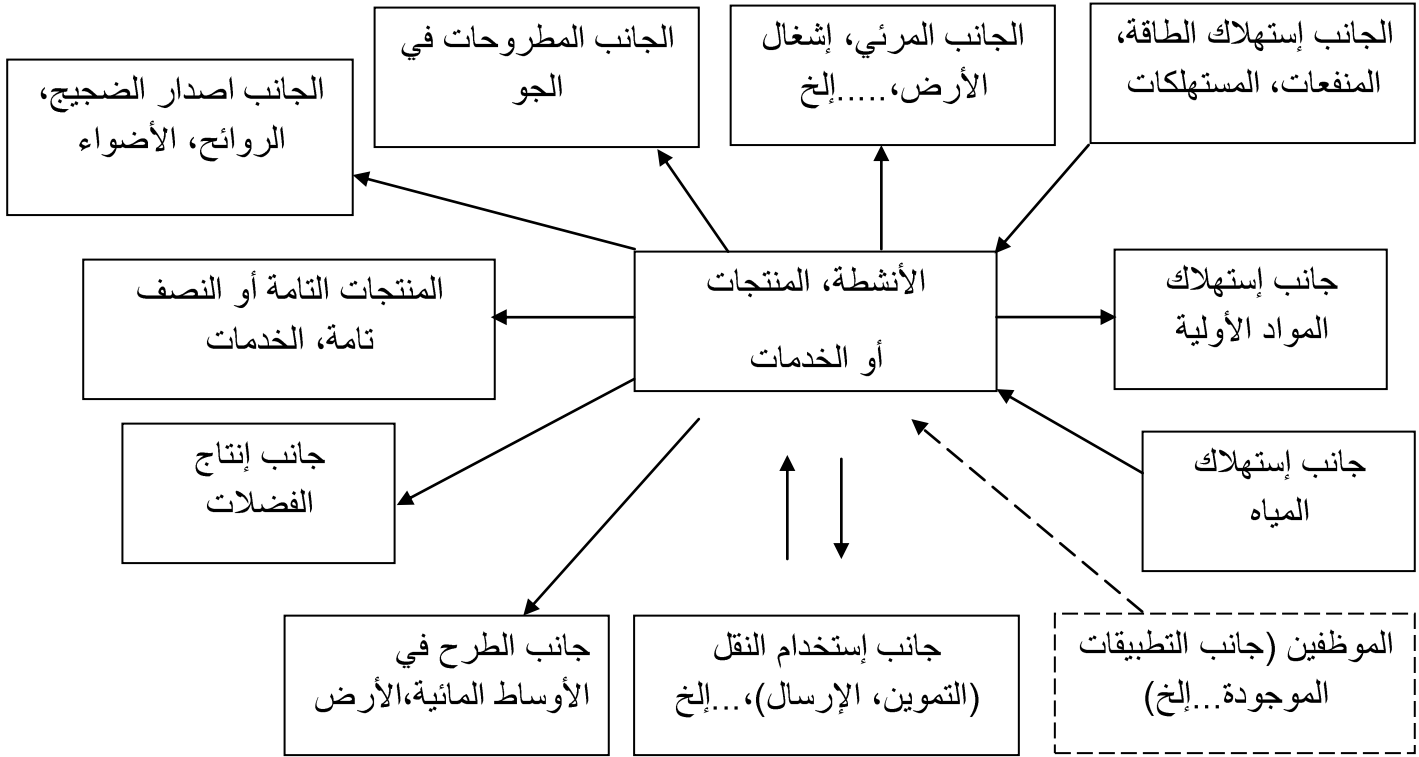 الجانب إستهلاك الطاقة،
المنفعات، المستهلكات
الجانب المرئي، إشغال
الأرض،.....إلخ
الجانب المطروحات في
الجو
الجانب اصدار الضجيج،
الروائح، الأضواء
الأنشطة، المنتجات
أو الخدمات
جانب إستهلاك
المواد الأولية
المنتجات التامة أو النصف
تامة، الخدمات
جانب إستهلاك
المياه
جانب إنتاج
الفضلات
الموظفين (جانب التطبيقات
الموجودة...إلخ)
جانب إستخدام النقل
(التموين، الإرسال)،...إلخ
جانب الطرح في
الأوساط المائية،الأرض